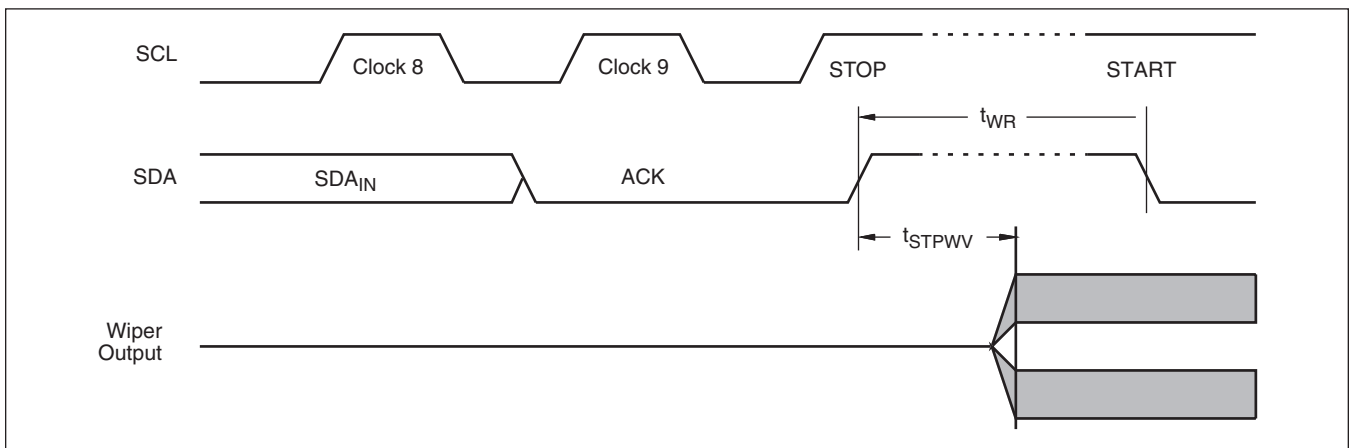 SCL
Clock 8
Clock 9
STOP
START
tWR
SDA
SDAIN
ACK
tSTPWV
Wiper
Output